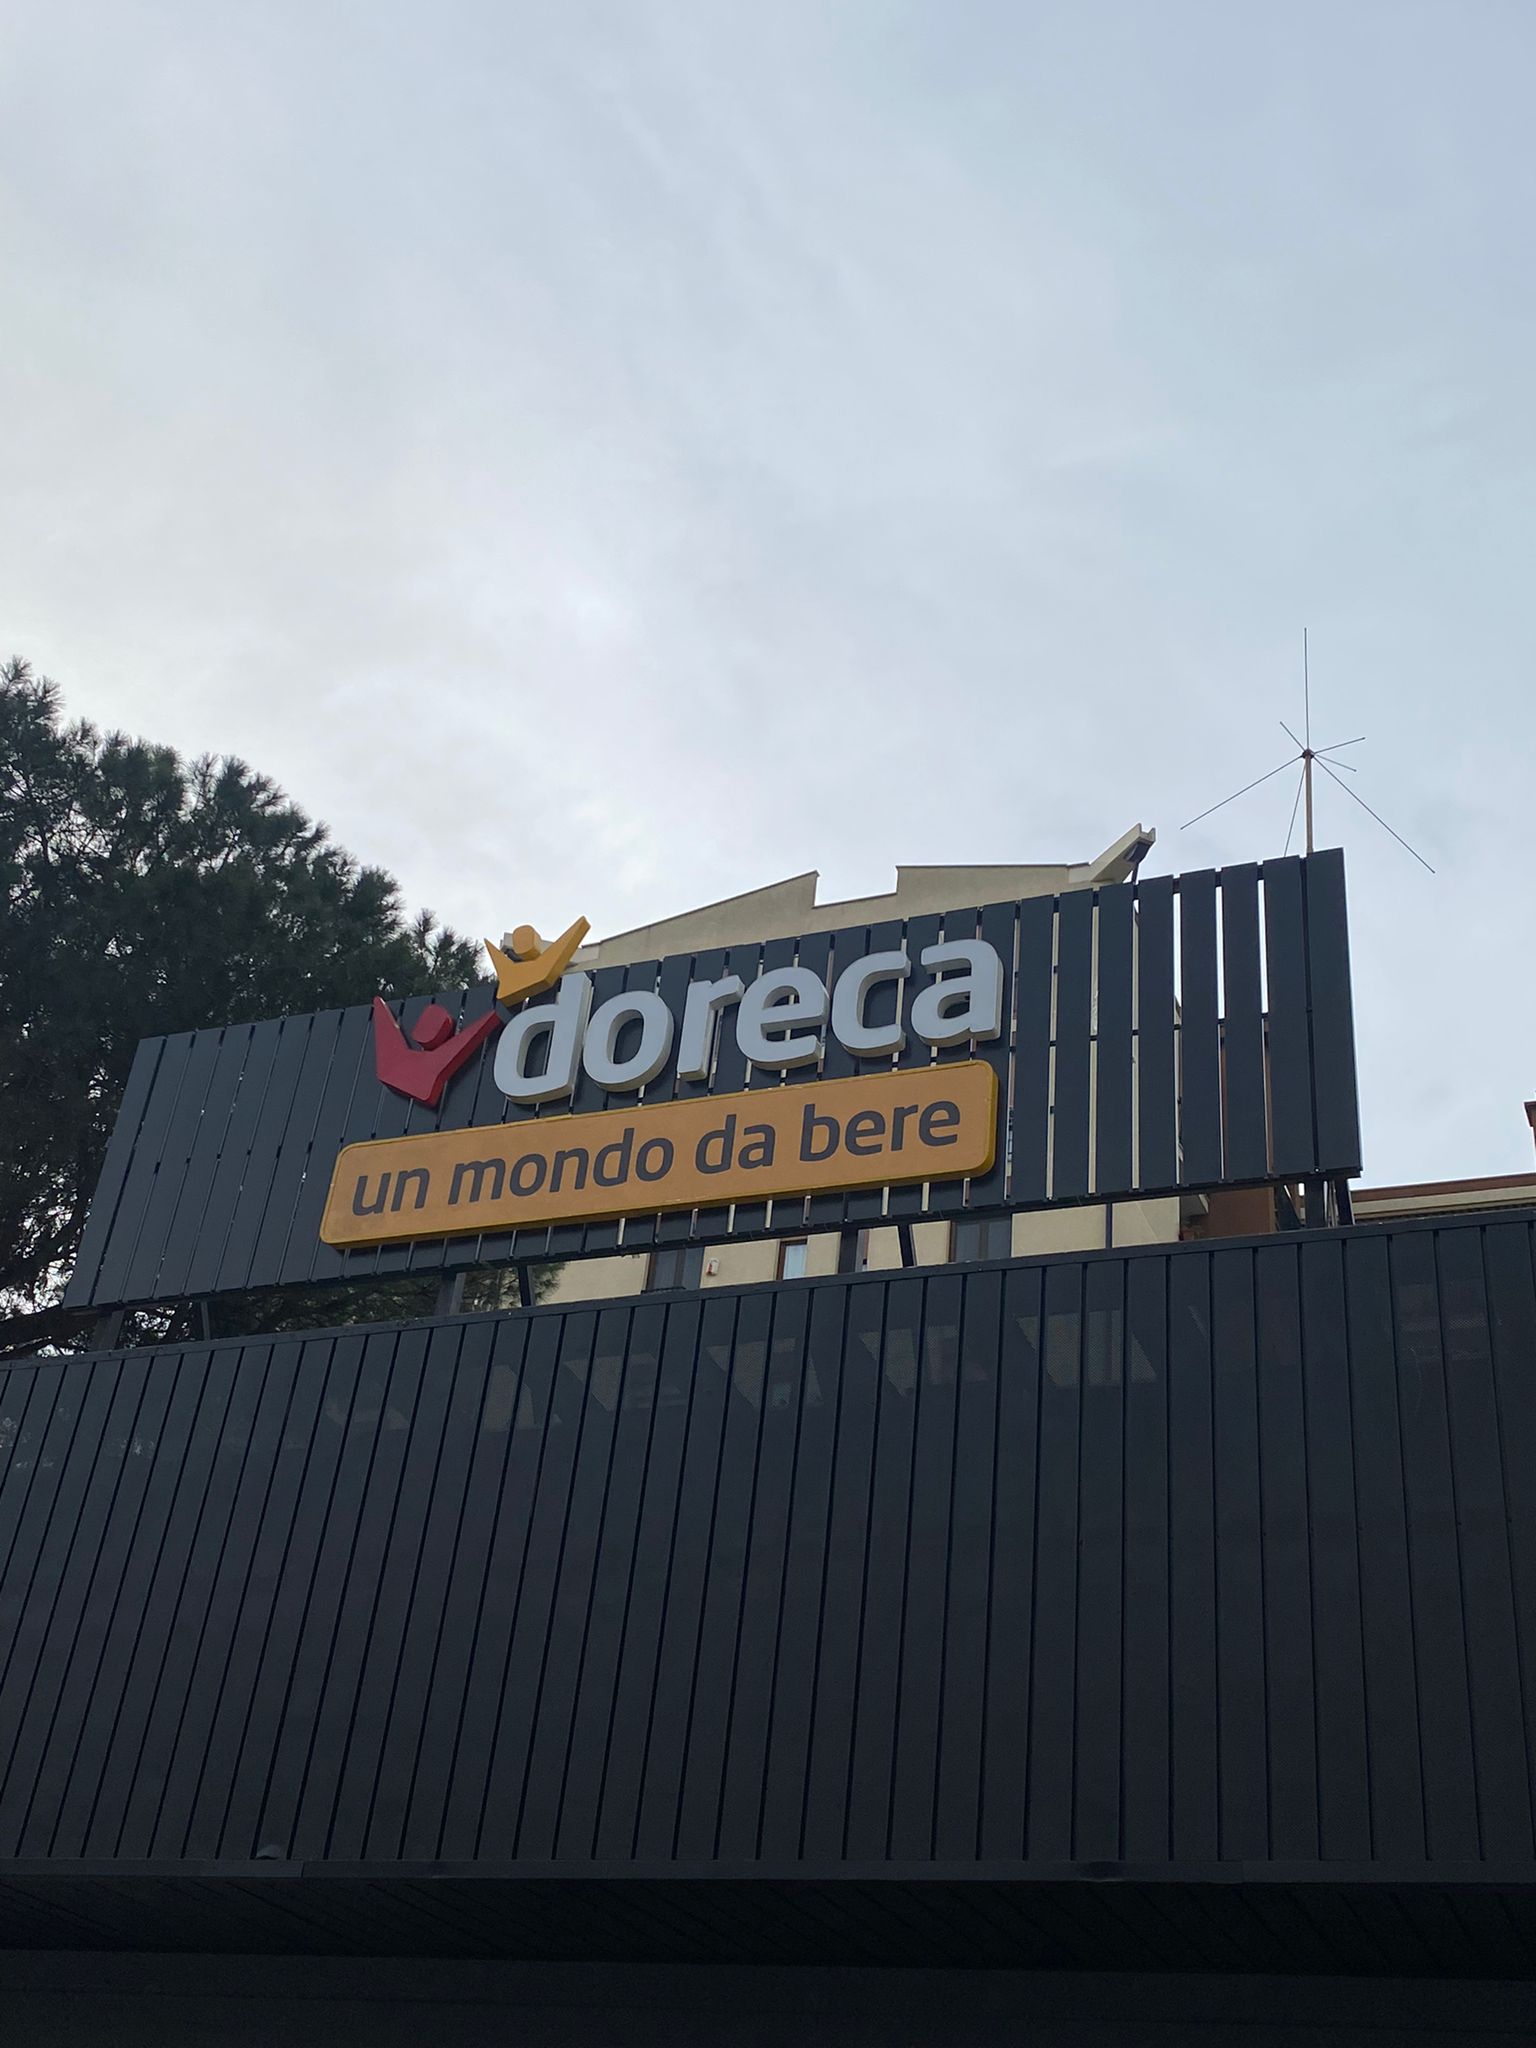 doreca
un mondo da bere